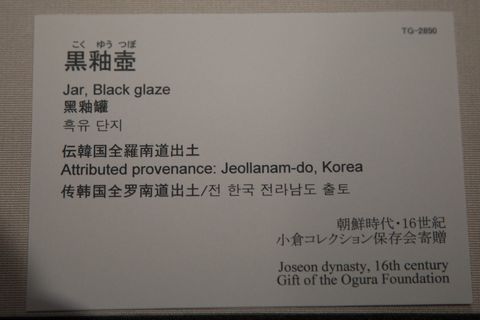 TG-2850
こく ゆう つぼ
黒釉壺
Jar, Black glaze
黑釉罐
흑유 단지
伝韓国全羅南道出土
Attributed provenance: Jeollanam-do, Korea
传韩国全罗南道出土/전 한국 전라남도 출토
朝鮮時代・16世紀
小倉コレクション保存会寄贈
Joseon dynasty, 16th century
Gift of the Ogura Foundation